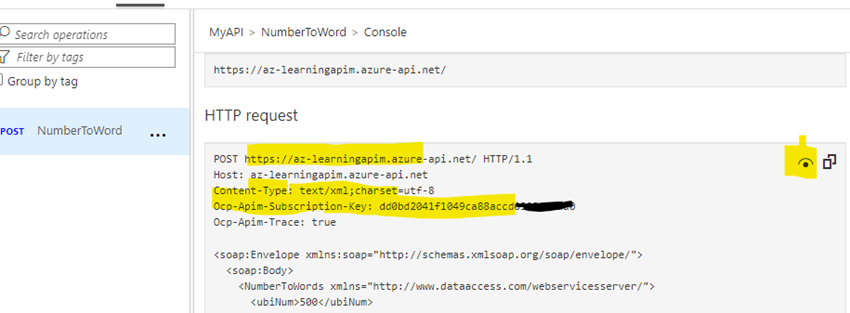 Search operations
Filter by tags
Group by tag
POST NumberToWord ...
MyAPI > NumberToWord > Console
https://az-learningapim.azure-api.net/
HTTP request
POST https://az-learningapim.azure-api.net/ HTTP/1.1
Host: az-learningapim.azure-api.net
Content-Type: text/xml;charset=utf-8
Ocp-Apim-Subscription-Key: dd0bd2041f1049ca88accd
Ocp-Apim-Trace: true
<soap:Envelope xmlns:soap="http://schemas.xmlsoap.org/soap/envelope/">
<soap:Body>
<NumberToWords xmlns="http://www.dataaccess.com/webservicesserver/">
<ubiNum>500</ubiNum>